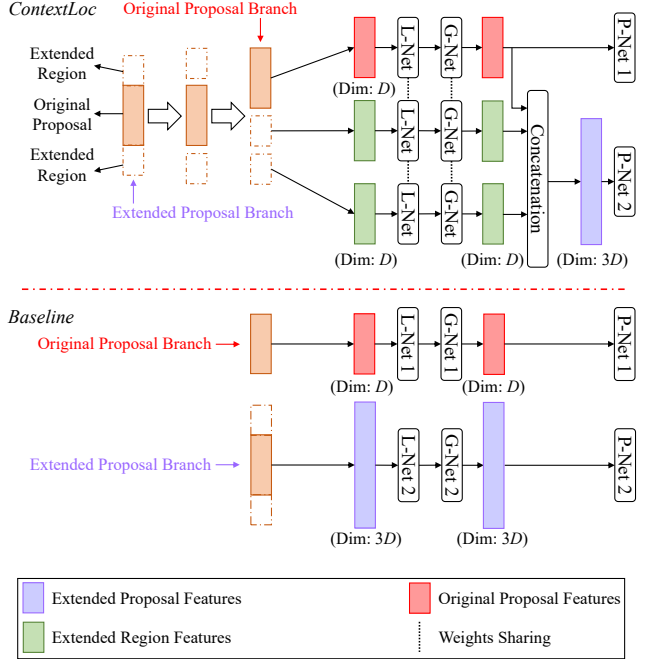 ContextLoc
Original Proposal Branch
Extended
Region
Original
Proposal
Extended
Region
Extended Proposal Branch
(Dim: D)
L-Net
G-Net
P-Net 1
L-Net
G-Net
L-Net
G-Net
Concatenation
P-Net 2
(Dim: D)
(Dim: D)
(Dim: 3D)
Baseline
Original Proposal Branch
L-Net 1
G-Net 1
P-Net 1
(Dim: D)
(Dim: D)
Extended Proposal Branch
L-Net 2
G-Net 2
P-Net 2
(Dim: 3D)
(Dim: 3D)
Extended Proposal Features
Original Proposal Features
Extended Region Features
Weights Sharing